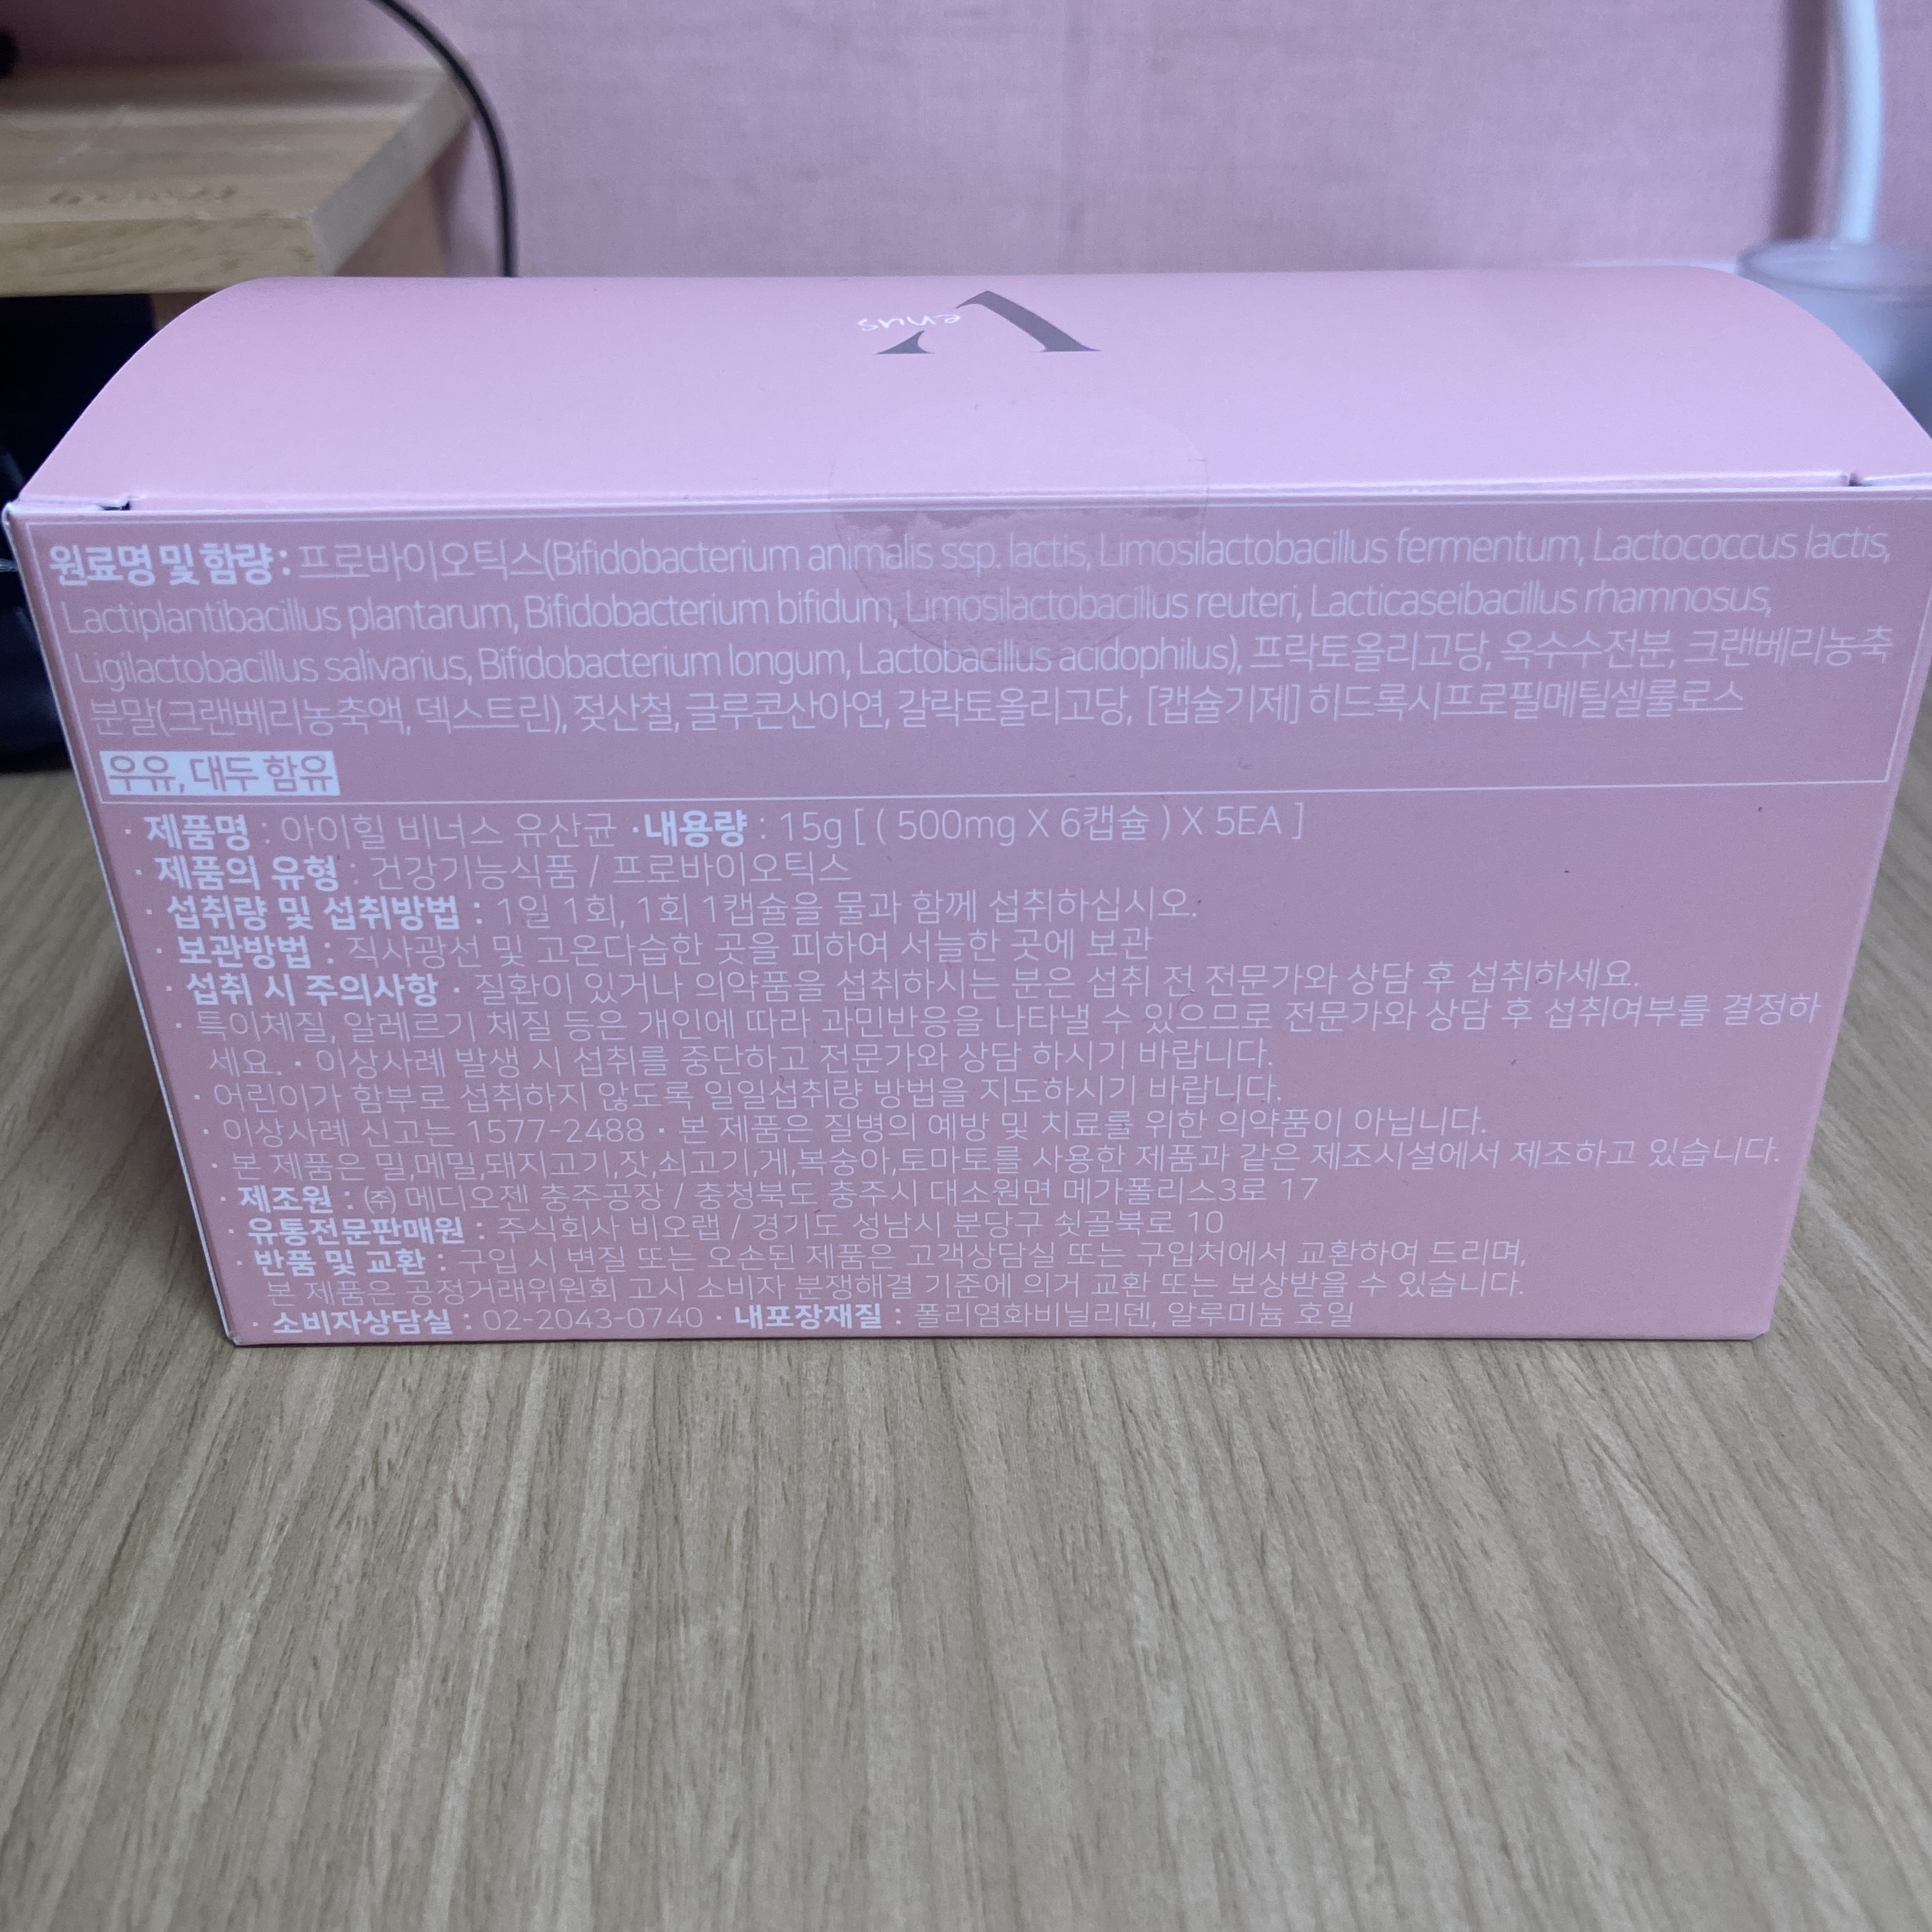 Venus
원료명 및 함량 : 프로바이오틱스(Bifidobacterium animalis ssp. lactis, Limosilactobacillus fermentum, Lactococcus lactis,
Lactiplantibacillus plantarum, Bifidobacterium bifidum, Limosilactobacillus reuteri, Lacticaseibacillus rhamnosus,
Ligilactobacillus salivarius, Bifidobacterium longum, Lactobacillus acidophilus), 프락토올리고당, 옥수수전분, 크랜베리농축
분말(크랜베리농축액, 덱스트린), 젖산철, 글루콘산아연, 갈락토올리고당, [캡슐기제] 히드록시프로필메틸셀룰로스
우유, 대두 함유
· 제품명 : 아이힐 비너스 유산균 ·내용량 : 15g [ ( 500mg X 6캡슐 ) X 5EA ]
· 제품의 유형 : 건강기능식품 / 프로바이오틱스
· 섭취량 및 섭취방법 : 1일 1회, 1회 1캡슐을 물과 함께 섭취하십시오.
· 보관방법 : 직사광선 및 고온다습한 곳을 피하여 서늘한 곳에 보관
· 섭취 시 주의사항 · 질환이 있거나 의약품을 섭취하시는 분은 섭취 전 전문가와 상담 후 섭취하세요.
· 특이체질, 알레르기 체질 등은 개인에 따라 과민반응을 나타낼 수 있으므로 전문가와 상담 후 섭취여부를 결정하
세요. · 이상사례 발생 시 섭취를 중단하고 전문가와 상담 하시기 바랍니다.
· 어린이가 함부로 섭취하지 않도록 일일섭취량 방법을 지도하시기 바랍니다.
· 이상사례 신고는 1577-2488 · 본 제품은 질병의 예방 및 치료를 위한 의약품이 아닙니다.
· 본 제품은 밀,메밀,돼지고기,잣,쇠고기,게,복숭아,토마토를 사용한 제품과 같은 제조시설에서 제조하고 있습니다.
· 제조원 : ㈜ 메디오젠 충주공장 / 충청북도 충주시 대소원면 메가폴리스3로 17
· 유통전문판매원 : 주식회사 비오랩 / 경기도 성남시 분당구 쇳골북로 10
· 반품 및 교환 : 구입 시 변질 또는 오손된 제품은 고객상담실 또는 구입처에서 교환하여 드리며,
본 제품은 공정거래위원회 고시 소비자 분쟁해결 기준에 의거 교환 또는 보상받을 수 있습니다.
· 소비자상담실 : 02-2043-0740 · 내포장재질 : 폴리염화비닐리덴, 알루미늄 호일